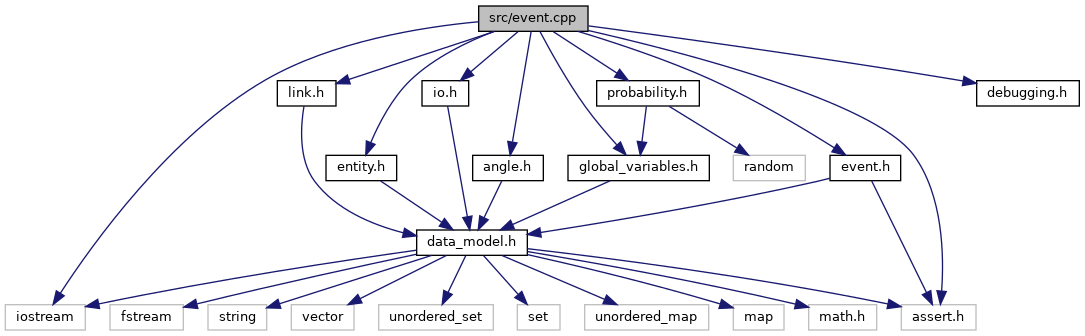 src/event.cpp
link.h
io.h
probability.h
debugging.h
entity.h
angle.h
global_variables.h
random
event.h
data_model.h
iostream
fstream
string
vector
unordered_set
set
unordered_map
map
math.h
assert.h